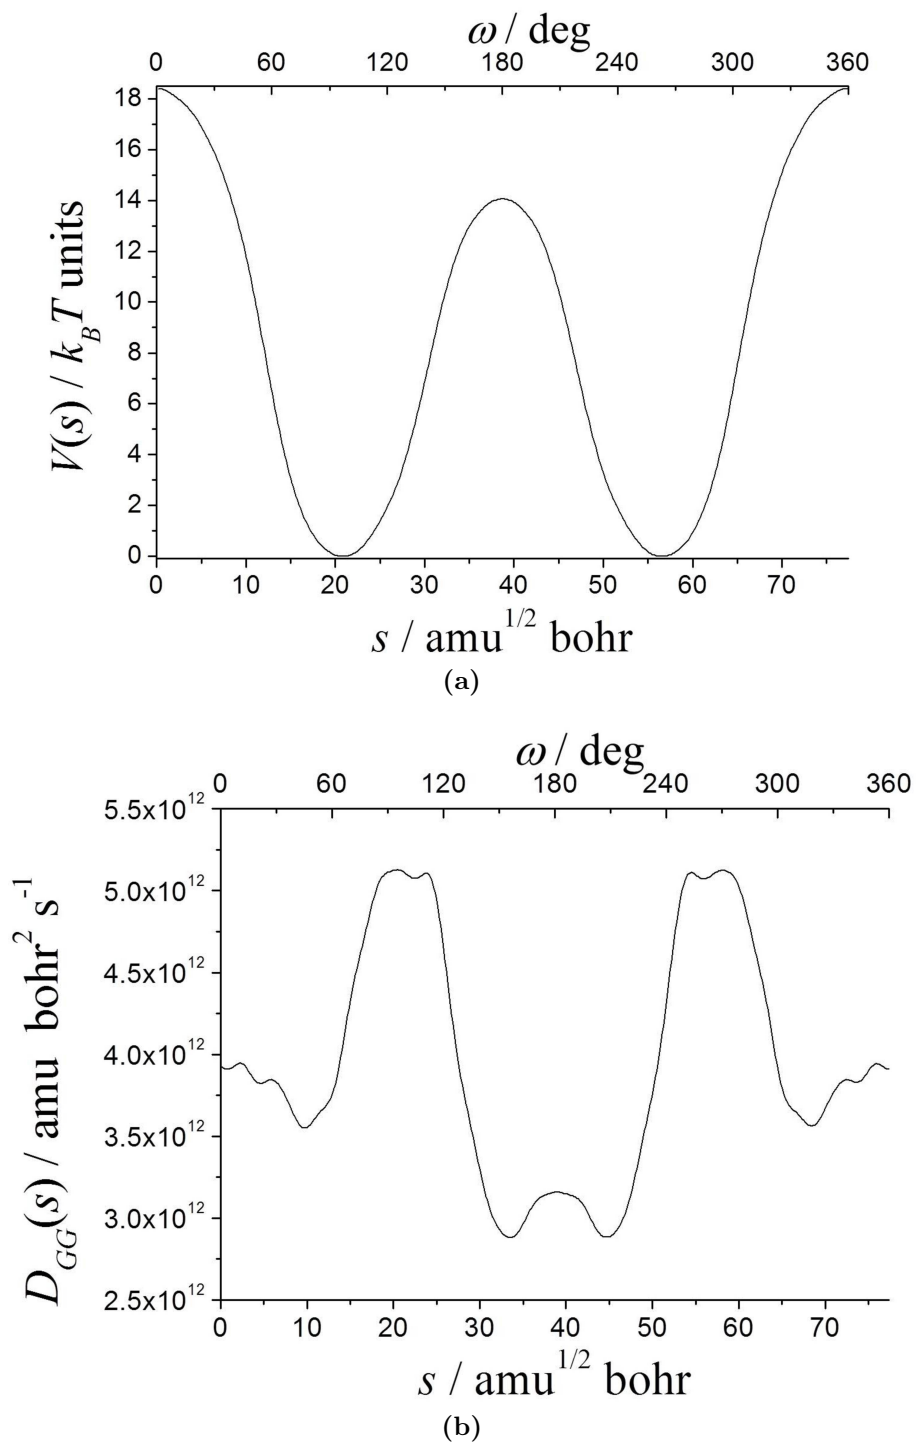 ω / deg
0 60 120 180 240 300 360
V(s) / k_B T units
18
16
14
12
10
8
6
4
2
0
0 10 20 30 40 50 60 70
s / amu^{1/2} bohr
(a)
ω / deg
0 60 120 180 240 300 360
D_{GG}(s) / amu bohr^2 s^{-1}
5.5x10^{12}
5.0x10^{12}
4.5x10^{12}
4.0x10^{12}
3.5x10^{12}
3.0x10^{12}
2.5x10^{12}
0 10 20 30 40 50 60 70
s / amu^{1/2} bohr
(b)